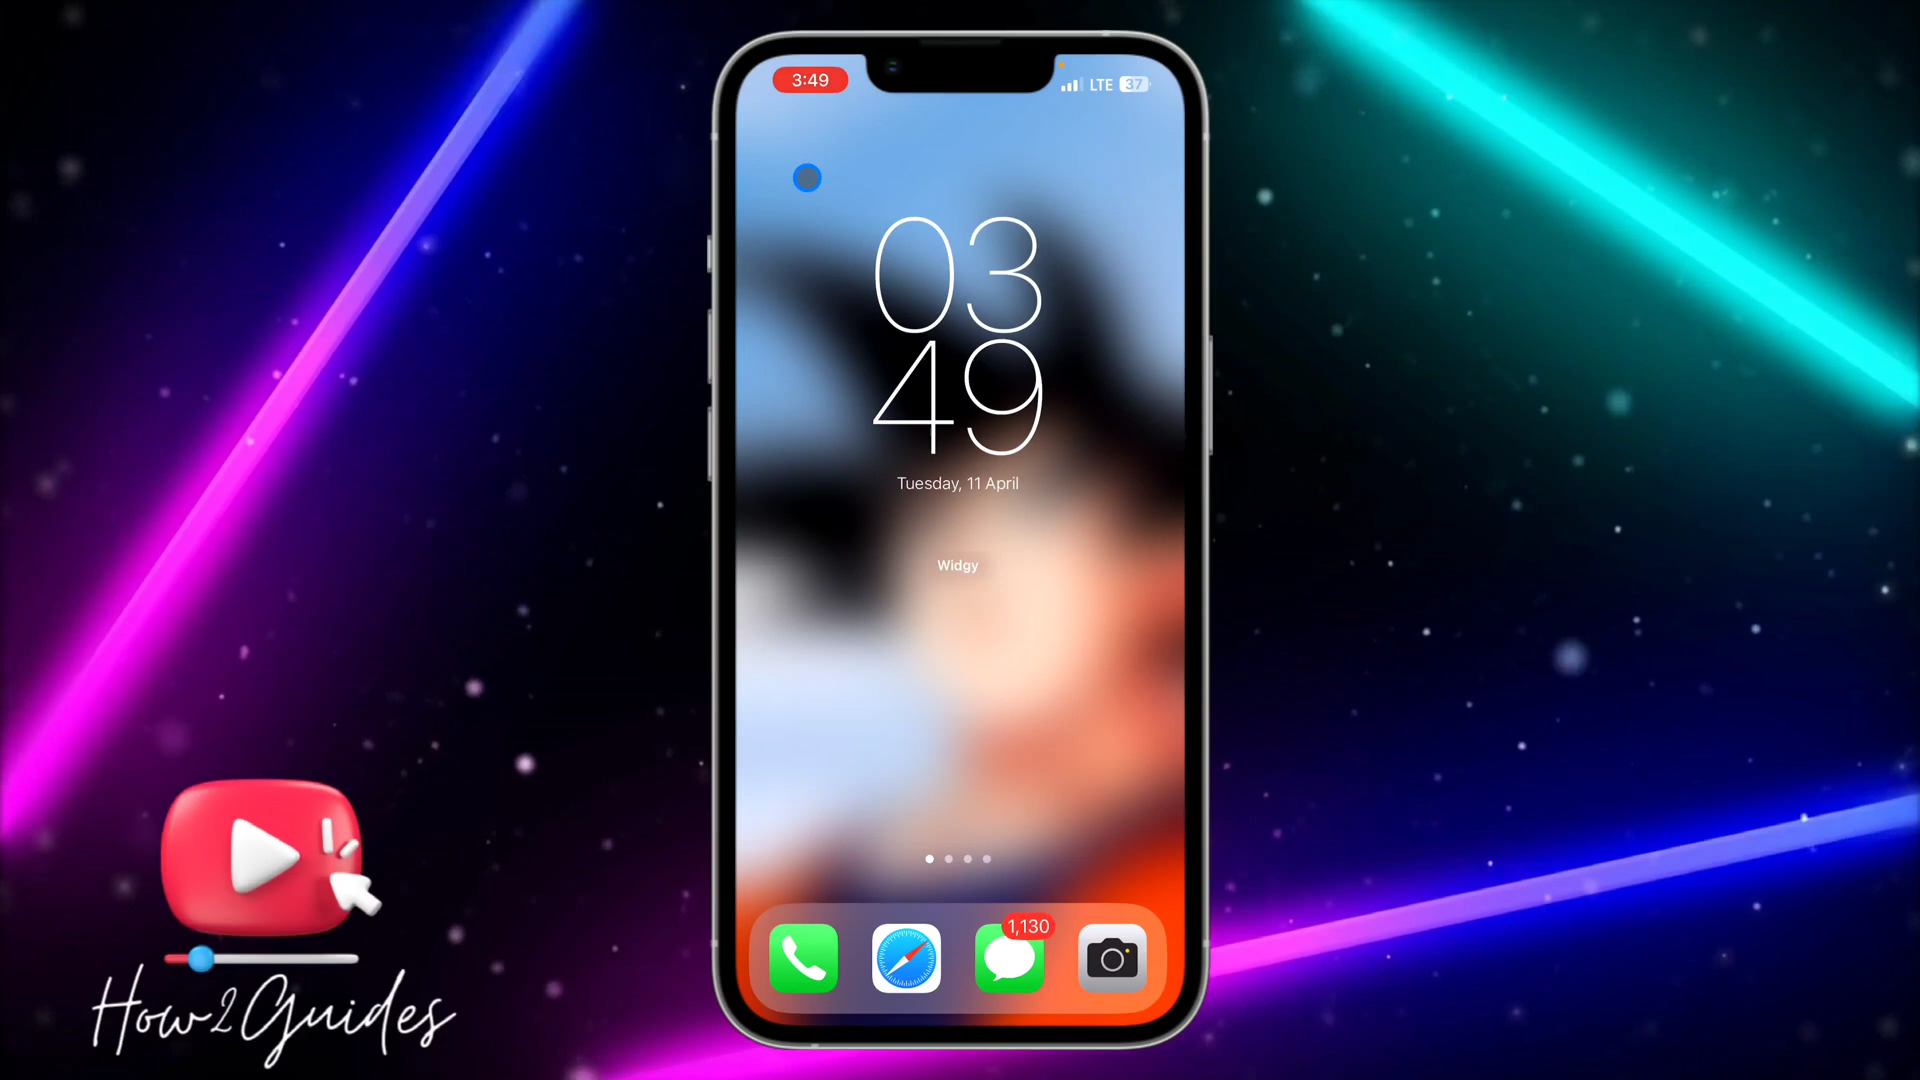 3:49
LTE 37
03
49
Tuesday, 11 April
Widgy
1,130
How2Guides